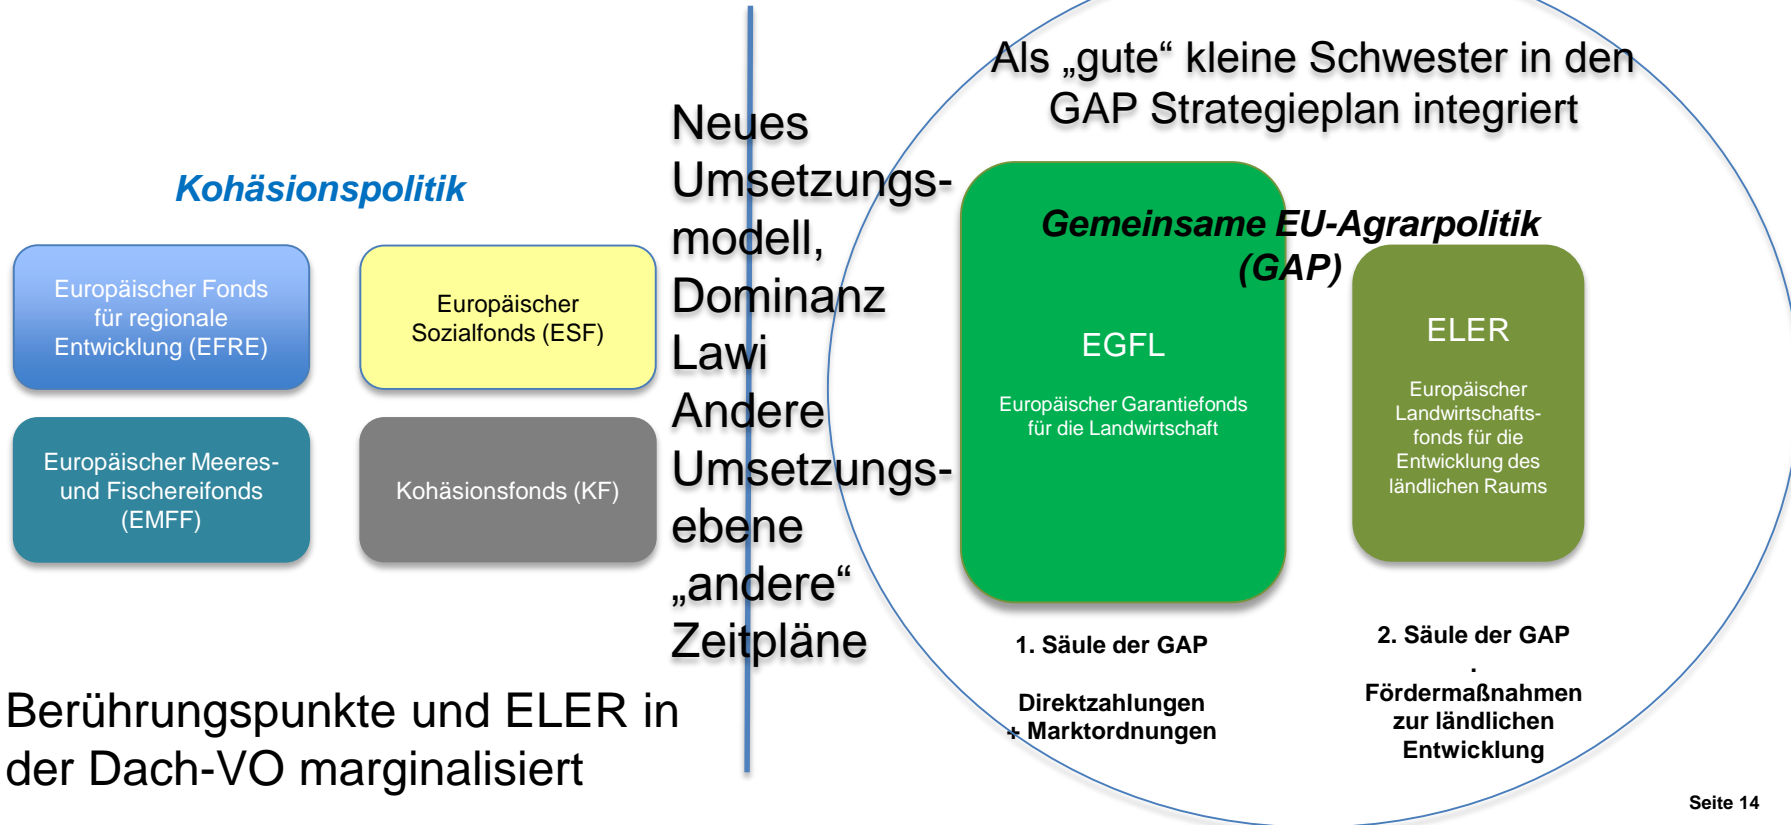 Kohäsionspolitik
Europäischer Fonds
für regionale
Entwicklung (EFRE)
Europäischer
Sozialfonds (ESF)
Europäischer Meeres-
und Fischereifonds
(EMFF)
Kohäsionsfonds (KF)
Berührungspunkte und ELER in
der Dach-VO marginalisiert
Neues
Umsetzungs-
modell,
Dominanz
Lawi
Andere
Umsetzungs-
ebene
„andere“
Zeitpläne
Als „gute“ kleine Schwester in den
GAP Strategieplan integriert
Gemeinsame EU-Agrarpolitik
(GAP)
EGFL
Europäischer Garantiefonds
für die Landwirtschaft
ELER
Europäischer
Landwirtschafts-
fonds für die
Entwicklung des
ländlichen Raums
1. Säule der GAP
Direktzahlungen
+ Marktordnungen
2. Säule der GAP
.
Fördermaßnahmen
zur ländlichen
Entwicklung
Seite 14